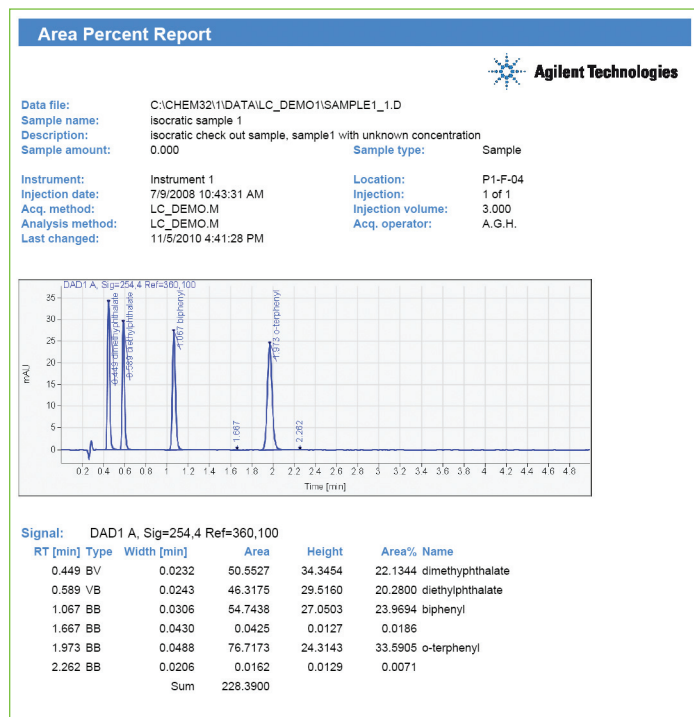 Area Percent Report
Agilent Technologies
Data file: C:\CHEM32\1\DATA\LC_DEMO1\SAMPLE1_1.D
Sample name: isocratic sample 1
Description: isocratic check out sample, sample1 with unknown concentration
Sample amount: 0.000 Sample type: Sample
Instrument: Instrument 1 Location: P1-F-04
Injection date: 7/9/2008 10:43:31 AM Injection: 1 of 1
Acq. method: LC_DEMO.M Injection volume: 3.000
Analysis method: LC_DEMO.M Acq. operator: A.G.H.
Last changed: 11/5/2010 4:41:28 PM
DAD1 A, Sig=254,4 Ref=360,100
mAU
35
30
25
20
15
10
5
0
0.449 dimethyphthalate
0.589 diethylphthalate
1.067 biphenyl
1.667
1.973 o-terphenyl
2.262
0.2 0.4 0.6 0.8 1 1.2 1.4 1.6 1.8 2 2.2 2.4 2.6 2.8 3 3.2 3.4 3.6 3.8 4 4.2 4.4 4.6 4.8
Time [min]
Signal: DAD1 A, Sig=254,4 Ref=360,100
RT [min] Type Width [min] Area Height Area% Name
0.449 BV 0.0232 50.5527 34.3454 22.1344 dimethyphthalate
0.589 VB 0.0243 46.3175 29.5160 20.2800 diethylphthalate
1.067 BB 0.0306 54.7438 27.0503 23.9694 biphenyl
1.667 BB 0.0430 0.0425 0.0127 0.0186
1.973 BB 0.0488 76.7173 24.3143 33.5905 o-terphenyl
2.262 BB 0.0206 0.0162 0.0129 0.0071
Sum 228.3900